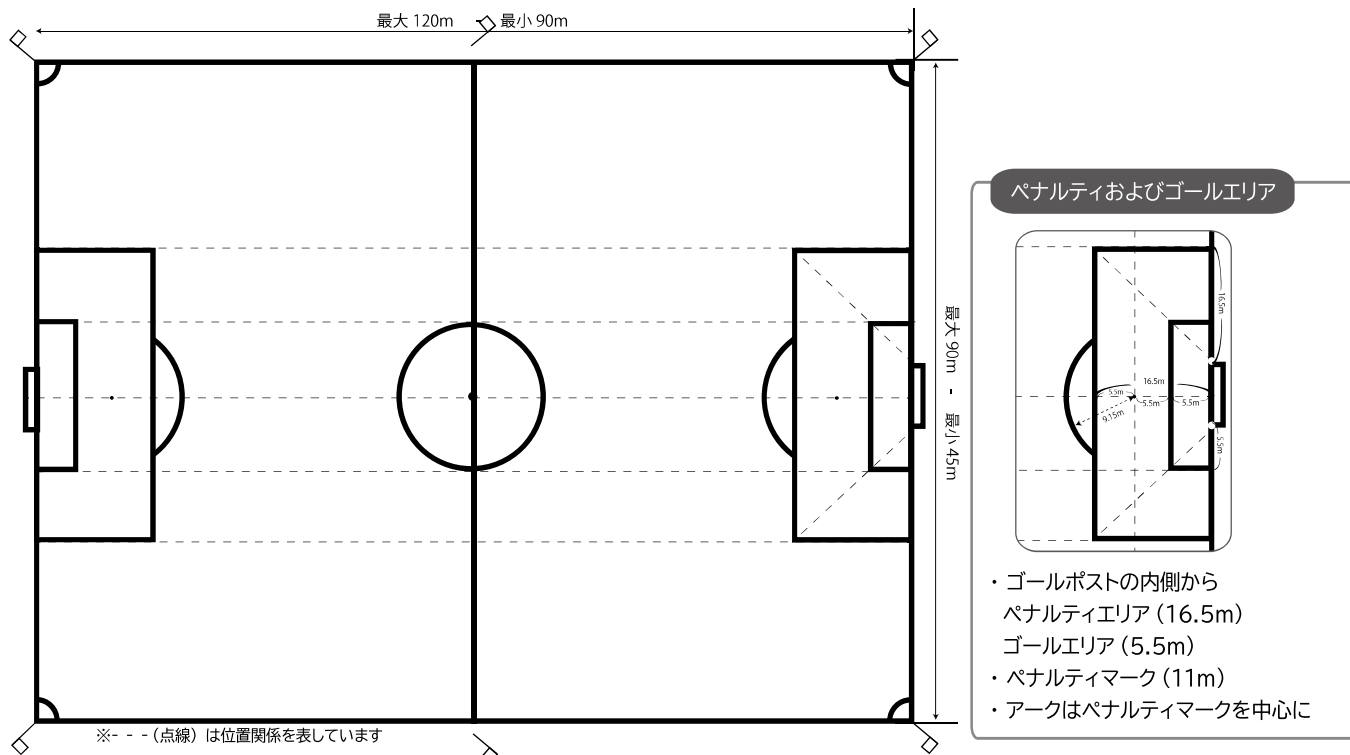 最大 120m - 最小 90m
最大 90m - 最小 45m
※- - -（点線）は位置関係を表しています
ペナルティおよびゴールエリア
16.5m
16.5m
5.5m
5.5m
5.5m
9.15m
5.5m
・ゴールポストの内側から
ペナルティエリア（16.5m）
ゴールエリア（5.5m）
・ペナルティマーク（11m）
・アークはペナルティマークを中心に